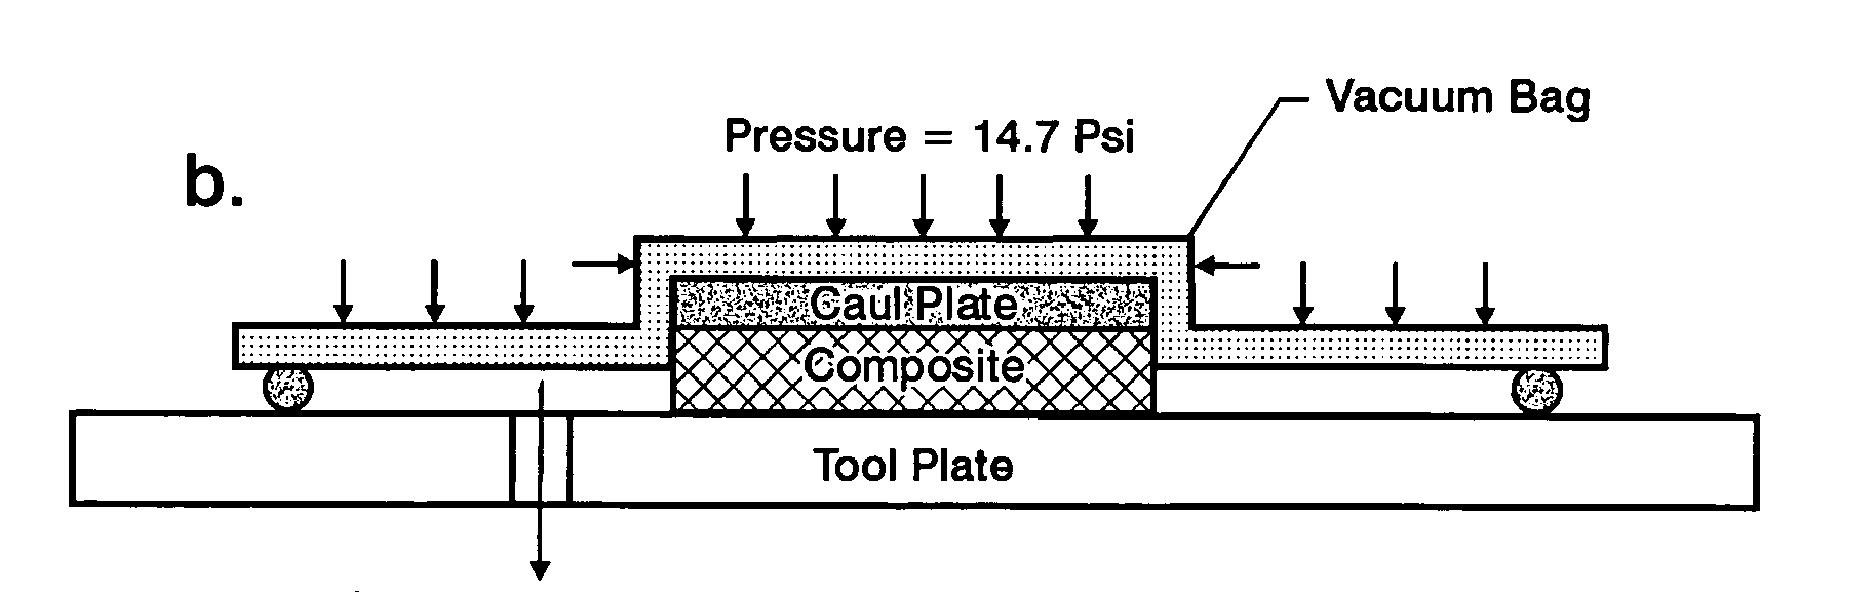 Vacuum Bag
Pressure = 14.7 Psi
b.
Caul Plate
Composite
Tool Plate